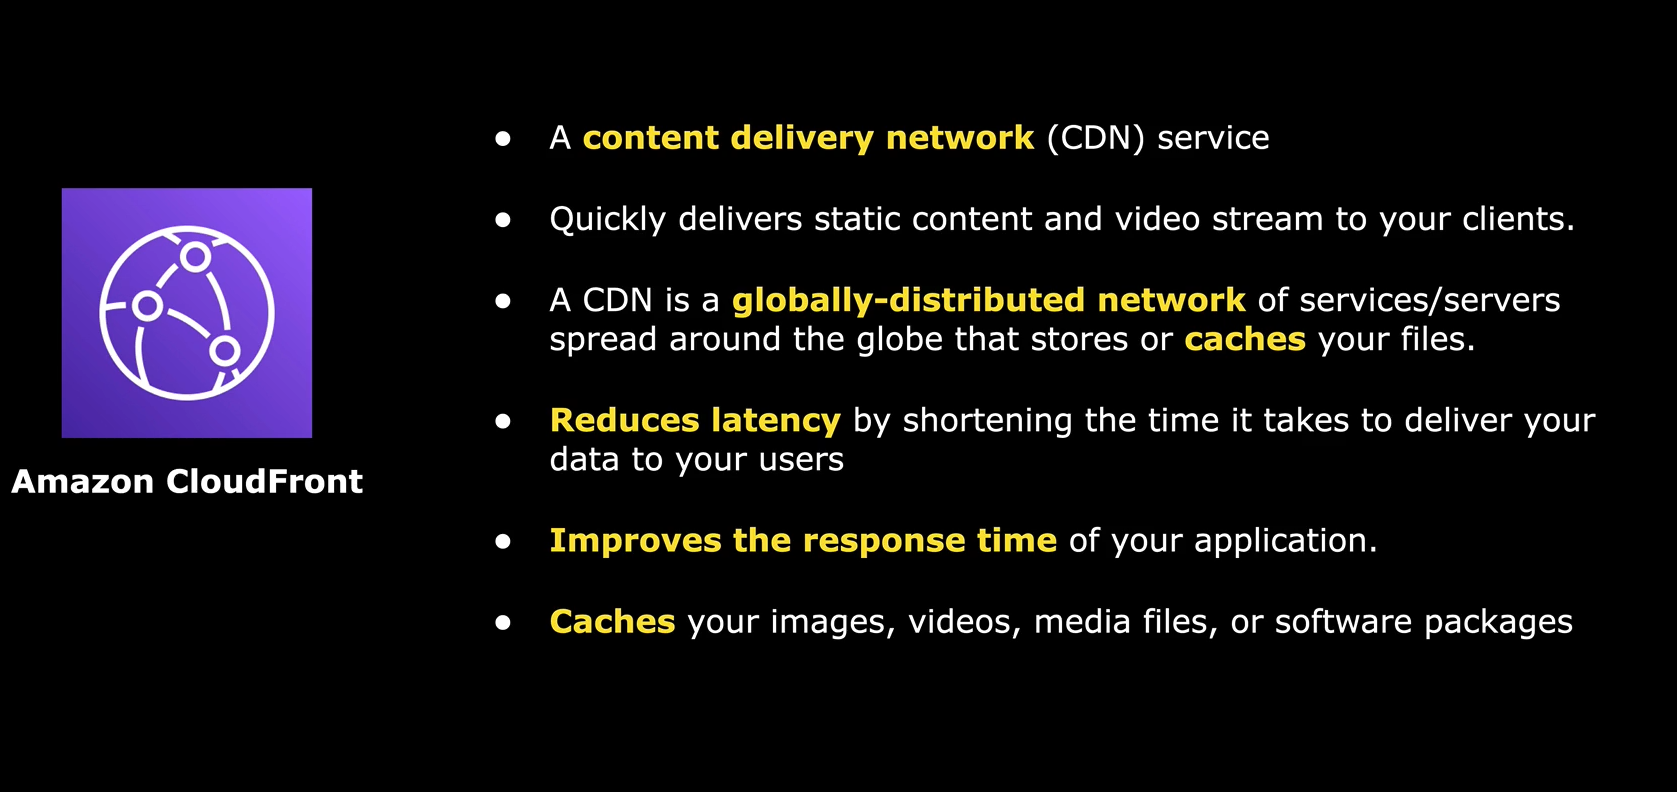 Amazon CloudFront
● A content delivery network (CDN) service
● Quickly delivers static content and video stream to your clients.
● A CDN is a globally-distributed network of services/servers
spread around the globe that stores or caches your files.
● Reduces latency by shortening the time it takes to deliver your
data to your users
● Improves the response time of your application.
● Caches your images, videos, media files, or software packages